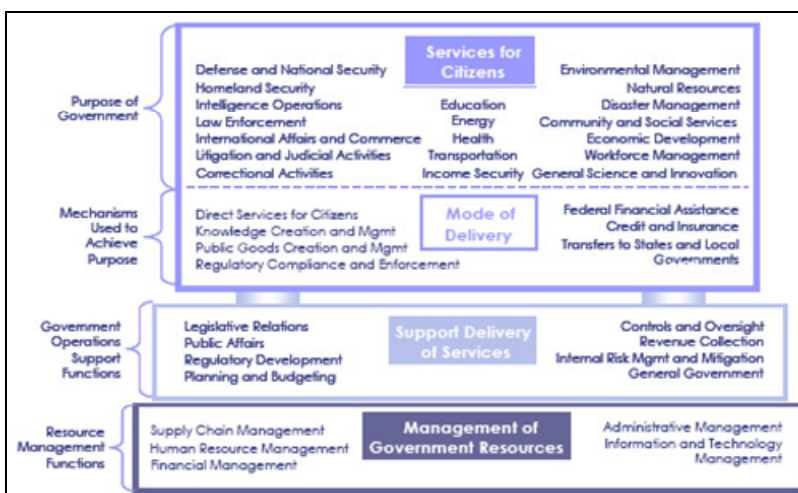 Purpose of
Government
Services for
Citizens
Defense and National Security
Homeland Security
Intelligence Operations
Law Enforcement
International Affairs and Commerce
Litigation and Judicial Activities
Correctional Activities
Education
Energy
Health
Transportation
Income Security
Environmental Management
Natural Resources
Disaster Management
Community and Social Services
Economic Development
Workforce Management
General Science and Innovation
Mechanisms
Used to
Achieve
Purpose
Direct Services for Citizens
Knowledge Creation and Mgmt
Public Goods Creation and Mgmt
Regulatory Compliance and Enforcement
Mode of
Delivery
Federal Financial Assistance
Credit and Insurance
Transfers to States and Local
Governments
Government
Operations
Support
Functions
Legislative Relations
Public Affairs
Regulatory Development
Planning and Budgeting
Support Delivery
of Services
Controls and Oversight
Revenue Collection
Internal Risk Mgmt and Mitigation
General Government
Resource
Management
Functions
Supply Chain Management
Human Resource Management
Financial Management
Management of
Government Resources
Administrative Management
Information and Technology
Management